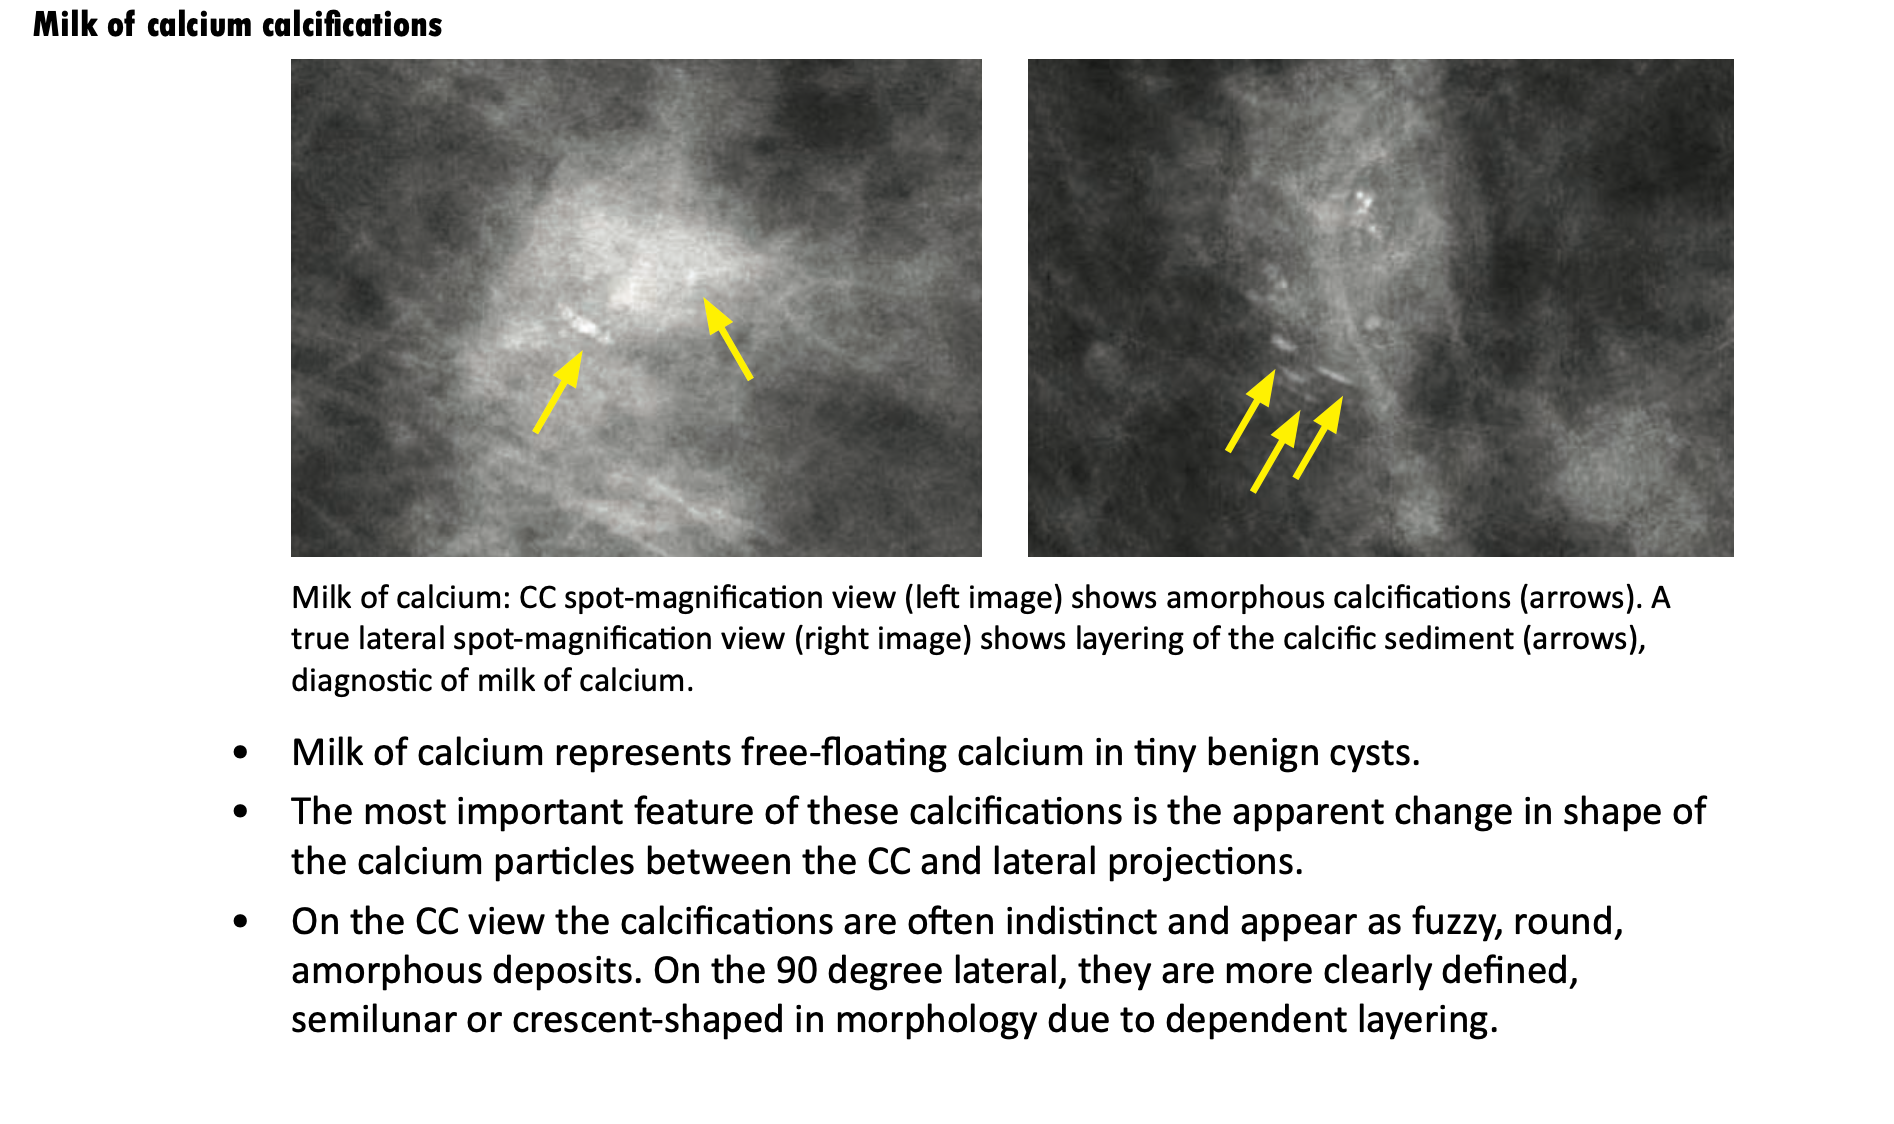 Milk of calcium calcifications
Milk of calcium: CC spot-magnification view (left image) shows amorphous calcifications (arrows). A
true lateral spot-magnification view (right image) shows layering of the calcific sediment (arrows),
diagnostic of milk of calcium.
• Milk of calcium represents free-floating calcium in tiny benign cysts.
• The most important feature of these calcifications is the apparent change in shape of
the calcium particles between the CC and lateral projections.
• On the CC view the calcifications are often indistinct and appear as fuzzy, round,
amorphous deposits. On the 90 degree lateral, they are more clearly defined,
semilunar or crescent-shaped in morphology due to dependent layering.